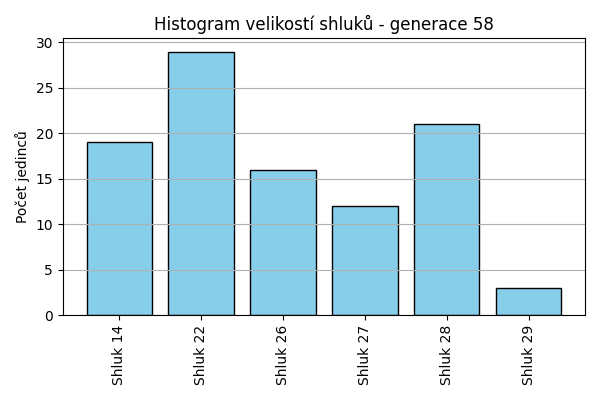 Histogram velikostí shluků - generace 58
Počet jedinců
30
25
20
15
10
5
0
Shluk 14
Shluk 22
Shluk 26
Shluk 27
Shluk 28
Shluk 29